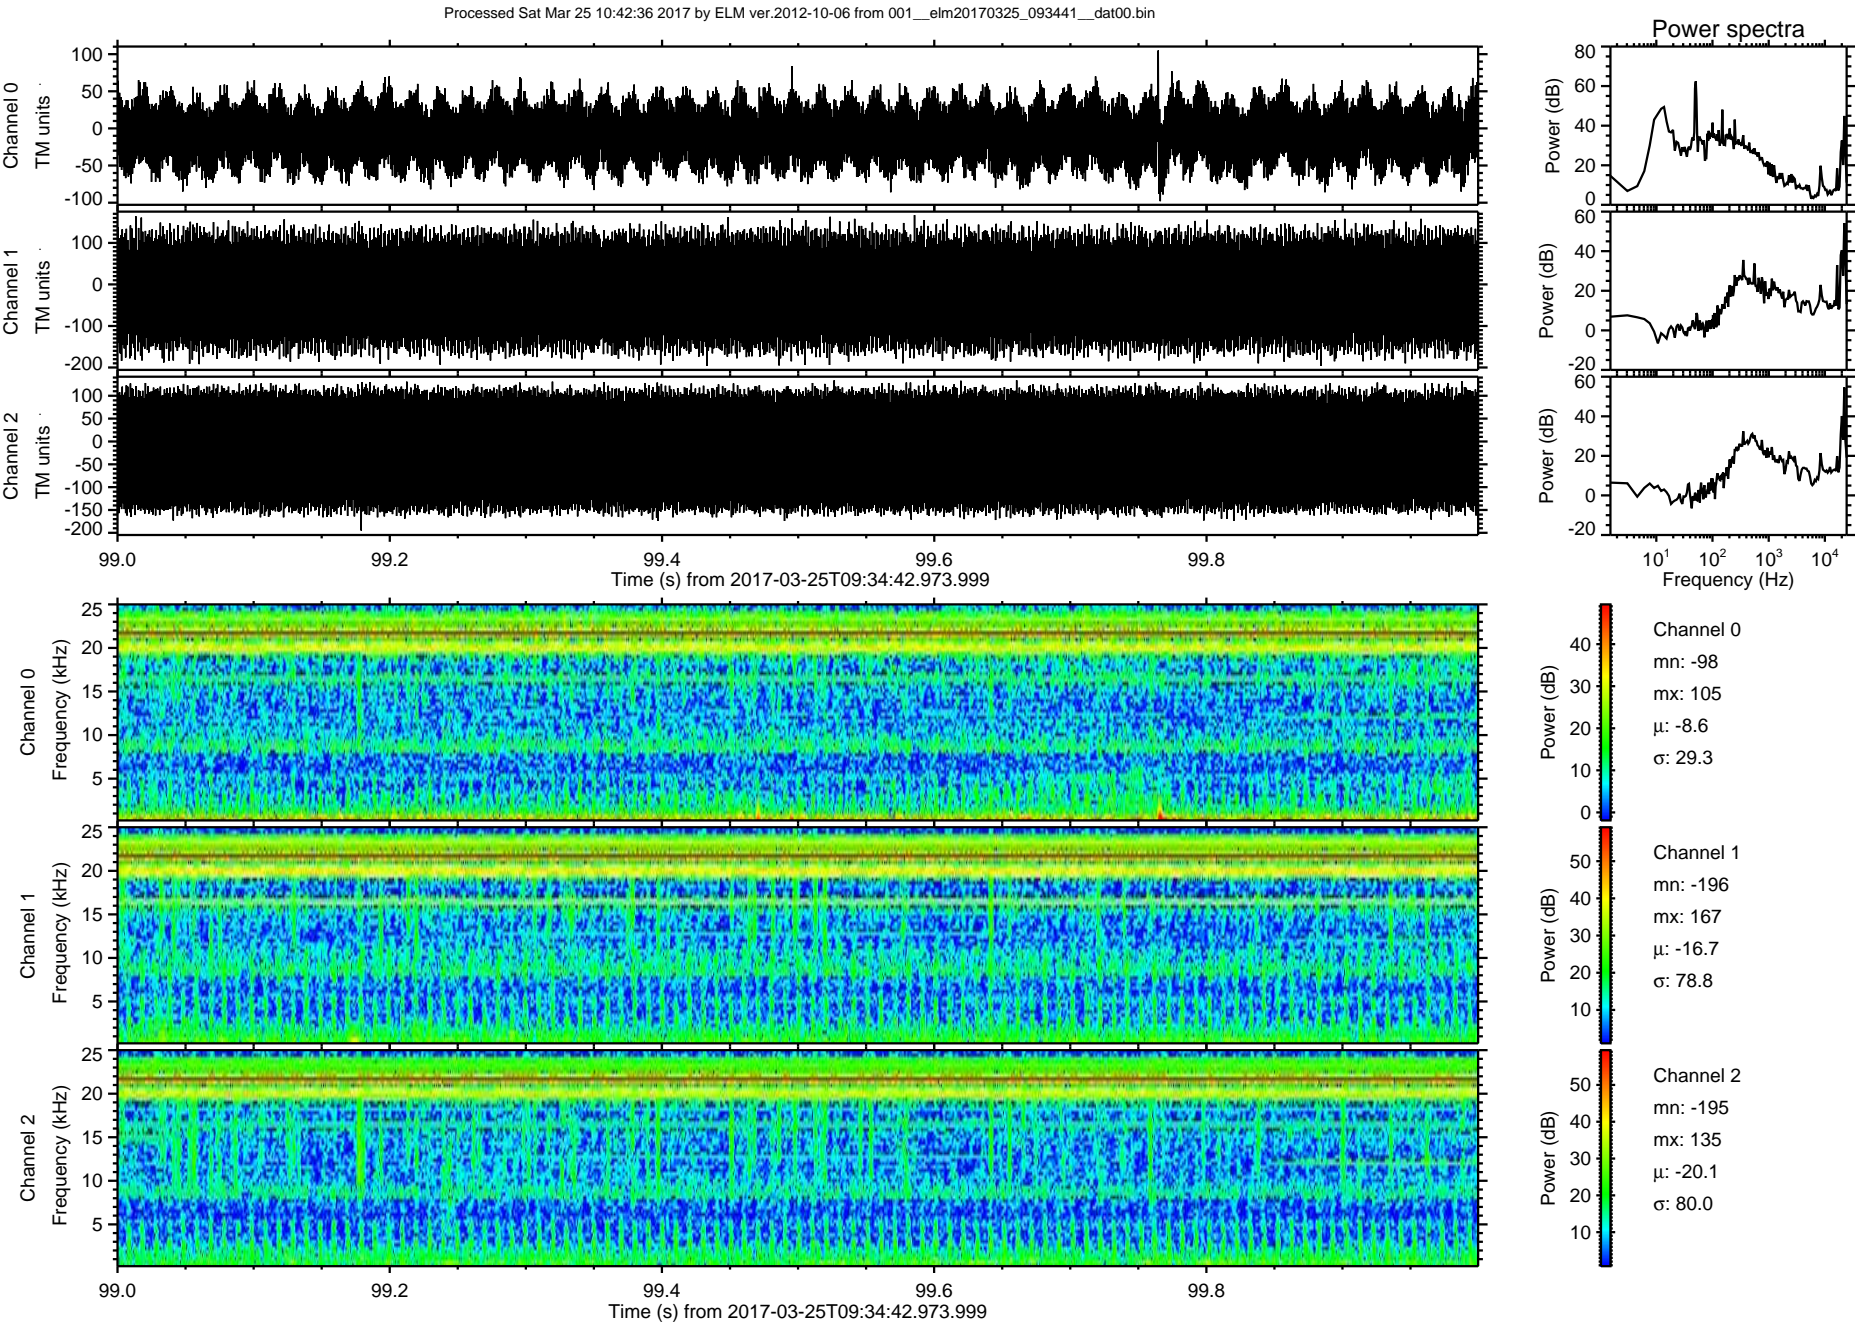 Processed Sat Mar 25 10:42:36 2017 by ELM ver.2012-10-06 from 001__elm20170325_093441__dat00.bin
Power spectra
Channel 0
TM units
100
50
0
-50
-100
Power (dB)
80
60
40
20
0
Channel 1
TM units
100
0
-100
-200
Power (dB)
60
40
20
0
-20
Channel 2
TM units
100
50
0
-50
-100
-150
-200
Power (dB)
60
40
20
0
-20
99.0 99.2 99.4 99.6 99.8
Time (s) from 2017-03-25T09:34:42.973.999
10^1 10^2 10^3 10^4
Frequency (Hz)
Channel 0
Frequency (kHz)
25
20
15
10
5
Power (dB)
40
30
20
10
0
Channel 0
mn: -98
mx: 105
μ: -8.6
σ: 29.3
Channel 1
Frequency (kHz)
25
20
15
10
5
Power (dB)
50
40
30
20
10
Channel 1
mn: -196
mx: 167
μ: -16.7
σ: 78.8
Channel 2
Frequency (kHz)
25
20
15
10
5
Power (dB)
50
40
30
20
10
Channel 2
mn: -195
mx: 135
μ: -20.1
σ: 80.0
99.0 99.2 99.4 99.6 99.8
Time (s) from 2017-03-25T09:34:42.973.999